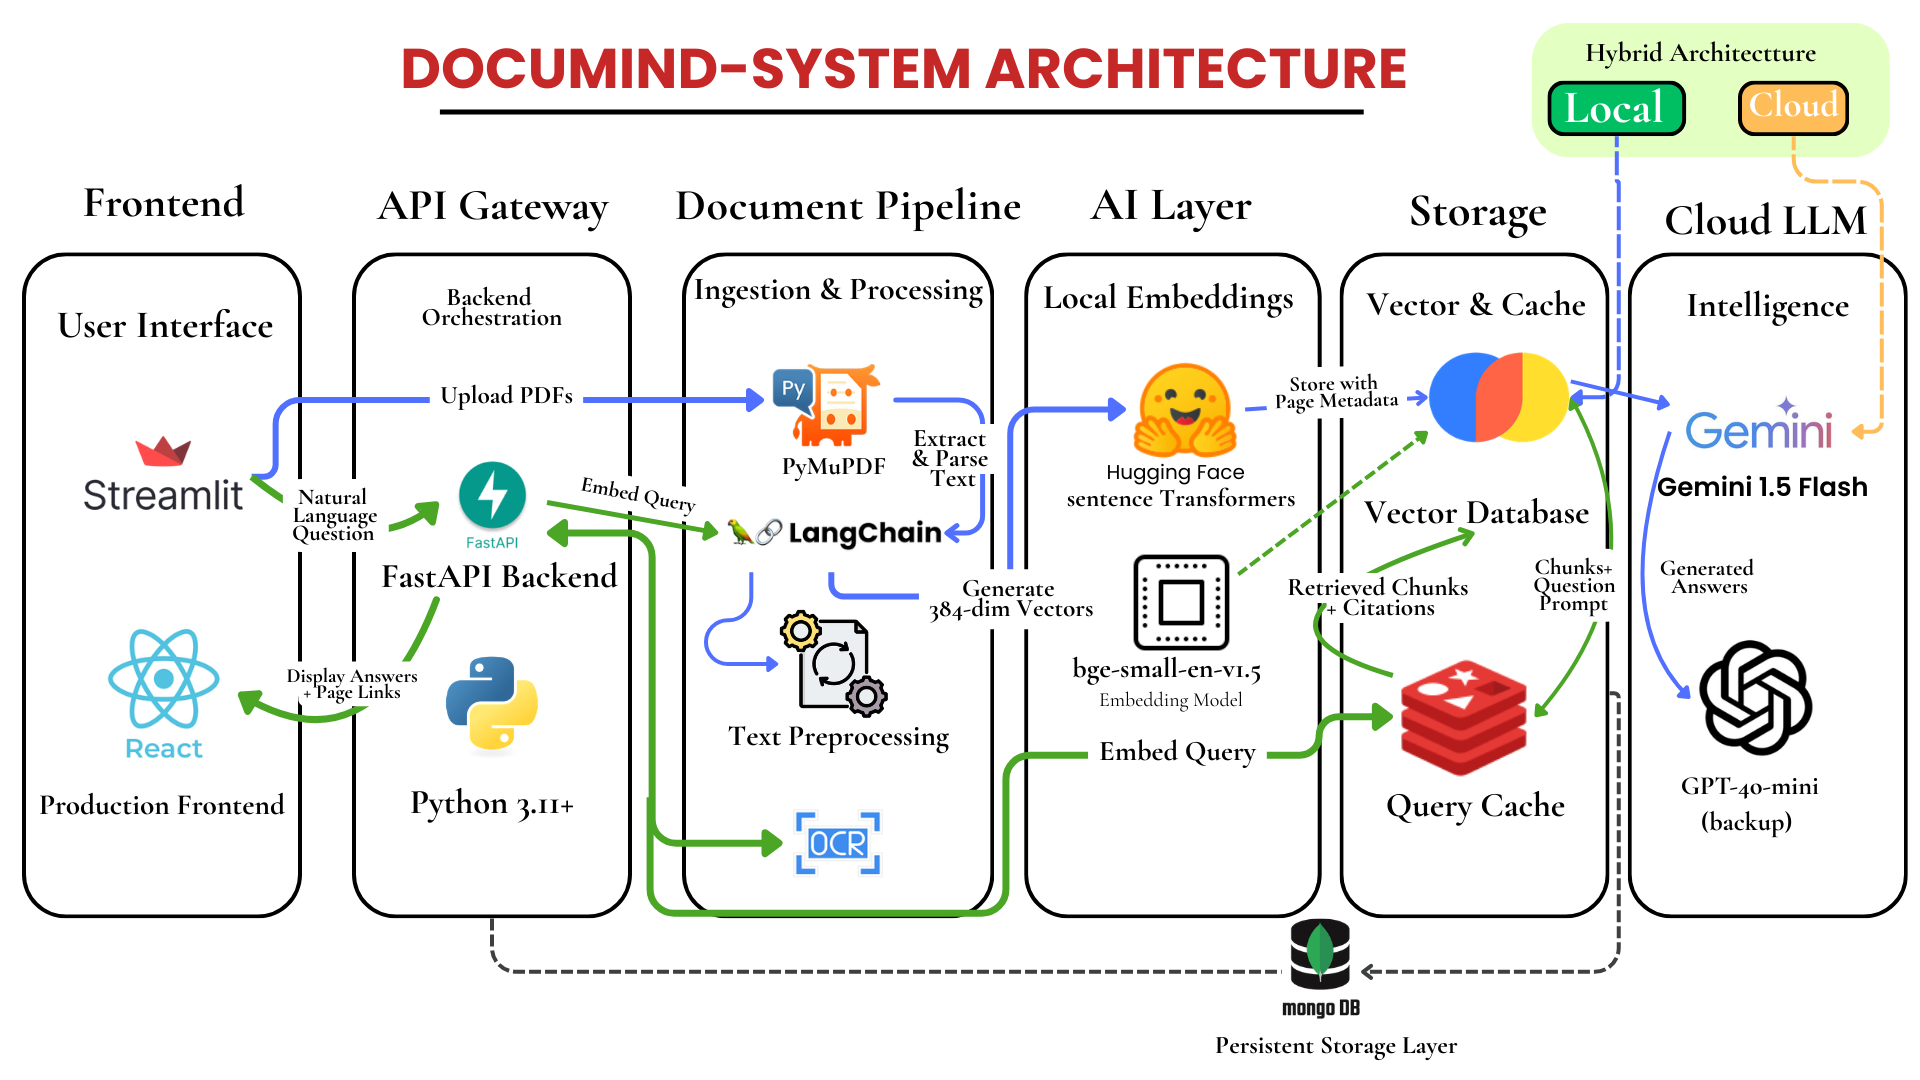 DOCUMIND-SYSTEM ARCHITECTURE
Hybrid Architectture
Local
Cloud
Frontend
API Gateway
Document Pipeline
AI Layer
Storage
Cloud LLM
User Interface
Streamlit
Natural
Language
Question
React
Production Frontend
Display Answers
+ Page Links
Backend
Orchestration
Upload PDFs
FastAPI
FastAPI Backend
Python 3.11+
Embed Query
Ingestion & Processing
Py
PyMuPDF
Extract
& Parse
Text
LangChain
Generate
384-dim Vectors
Text Preprocessing
OCR
Local Embeddings
Hugging Face
sentence Transformers
bge-small-en-v1.5
Embedding Model
Embed Query
Store with
Page Metadata
Vector & Cache
Vector Database
Retrieved Chunks
+ Citations
Chunks+
Question
Prompt
Query Cache
Intelligence
Gemini
Gemini 1.5 Flash
Generated
Answers
GPT-4o-mini
(backup)
mongo DB
Persistent Storage Layer